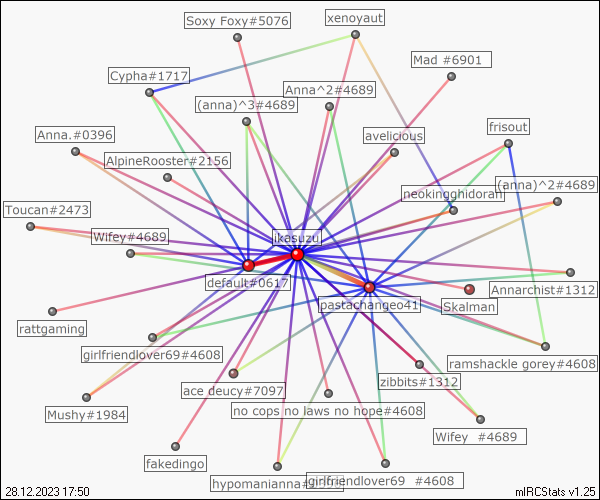 Soxy Foxy#5076
xenoyaut
Mad #6901
Cypha#1717
Anna^2#4689
(anna)^3#4689
frisout
Anna.#0396
avelicious
AlpineRooster#2156
(anna)^2#4689
neokingghidoran
Toucan#2473
Wifey#4689
ikasuzu
default#0617
Annarchist#1312
pastachangeo41
Skalman
rattgaming
girlfriendlover69#4608
ramshackle gorey#4608
ace deucy#7097
zibbits#1312
Mushy#1984
no cops no laws no hope#4608
Wifey #4689
fakedingo
hypomanianna#
girlfriendlover69 #4608
28.12.2023 17:50
mIRCStats v1.25